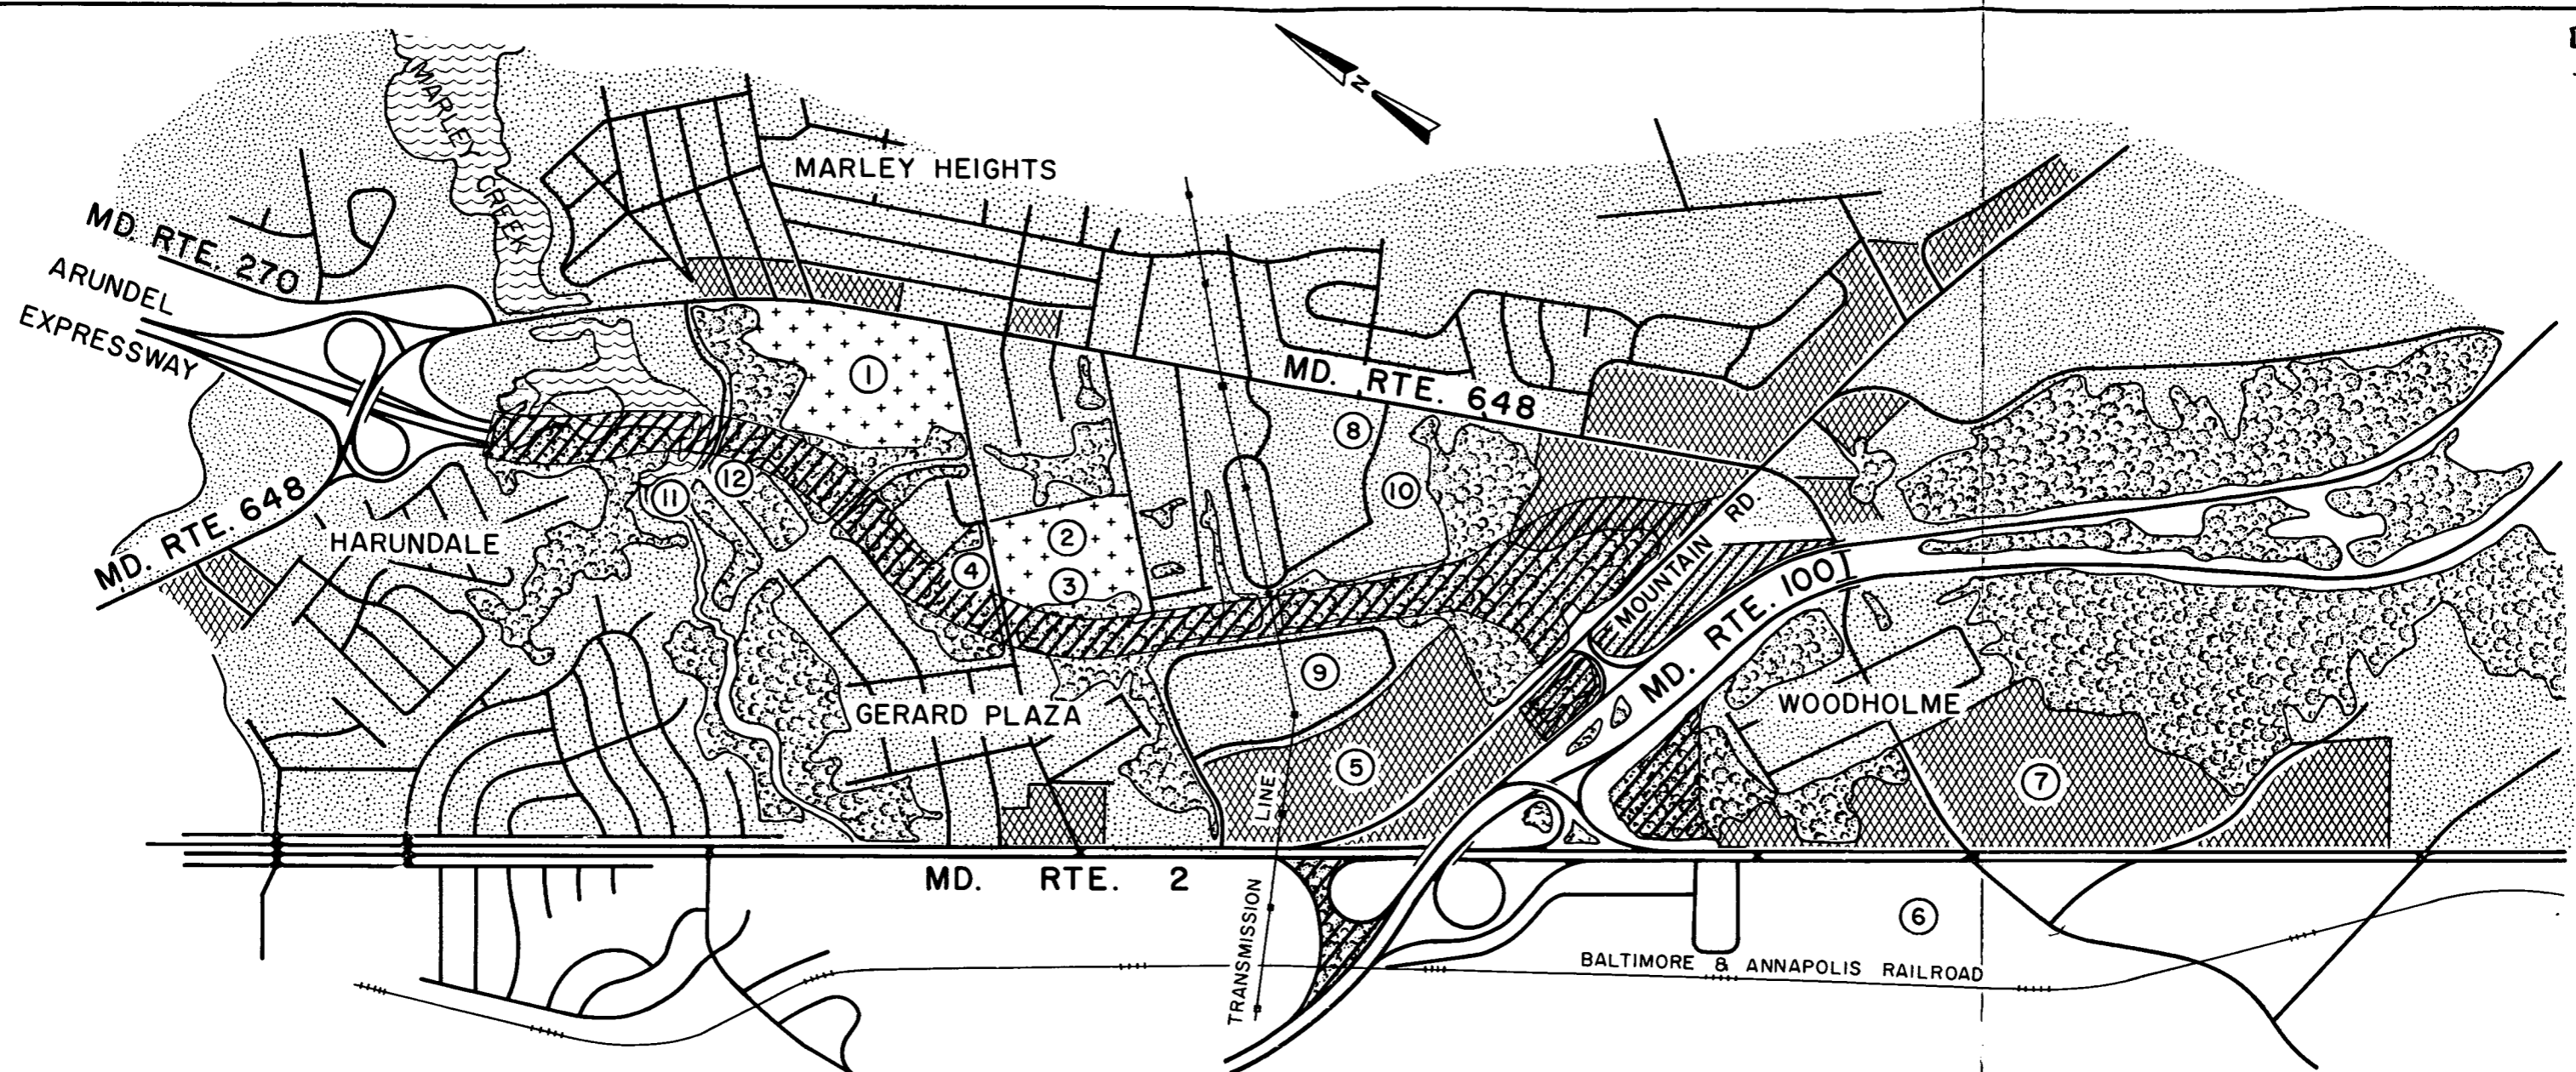 N
MARLEY CREEK
MARLEY HEIGHTS
MD. RTE. 270
ARUNDEL
EXPRESSWAY
1
MD. RTE. 648
8
10
12
11
2
3
4
MD. RTE. 648
HARUNDALE
MOUNTAIN RD
MD. RTE. 100
9
GERARD PLAZA
WOODHOLME
5
7
TRANSMISSION LINE
MD. RTE. 2
6
BALTIMORE & ANNAPOLIS RAILROAD